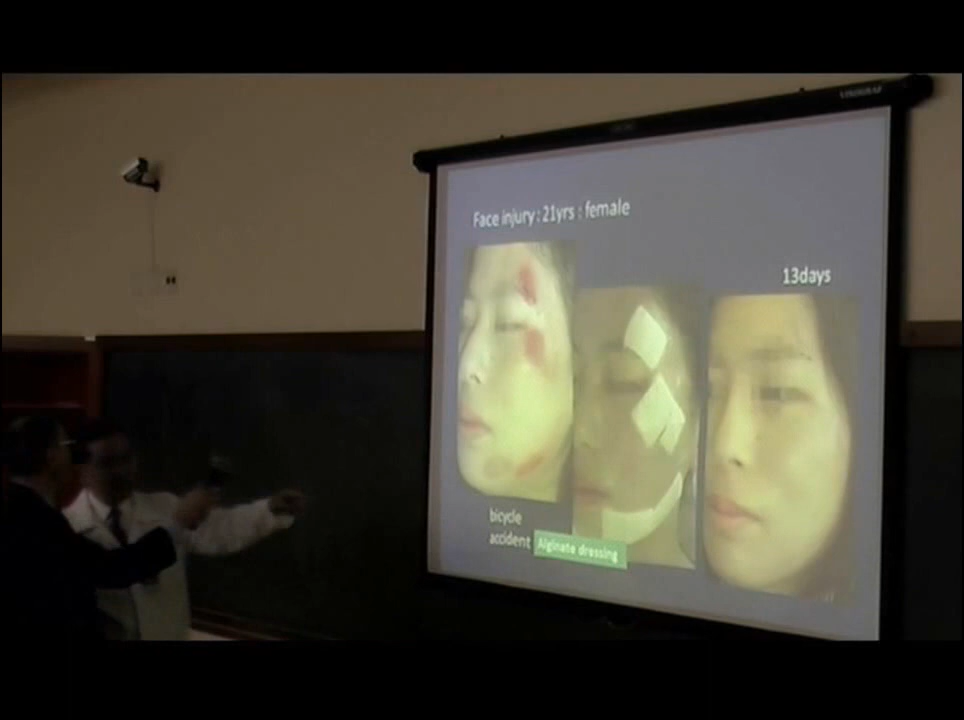 Face injury : 21yrs : female
13days
bicycle
accident
Alginate dressing